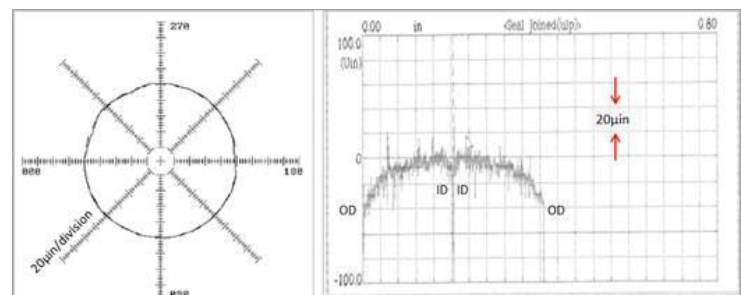 270
000
180
20µin/division
090
0.00 in <Seal joined(u/p)> 0.80
100.0
(Uin)
20µin
0
ID ID
OD OD
-100.0